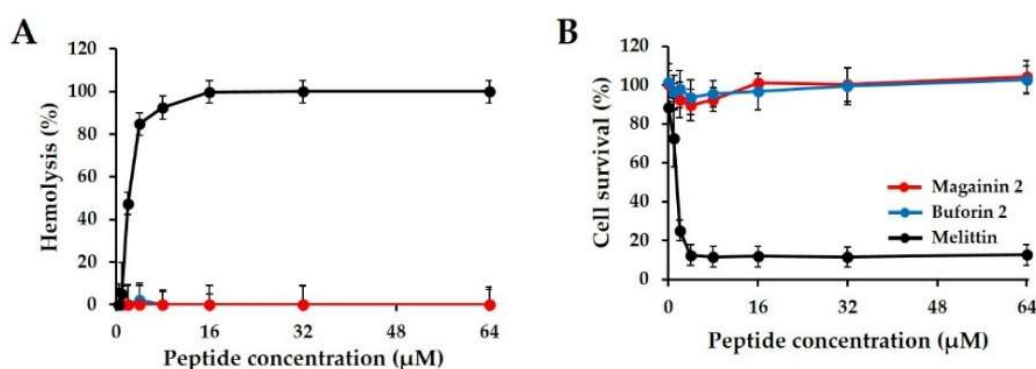 A
120
100
80
60
40
20
0
Hemolysis (%)
0 16 32 48 64
Peptide concentration (µM)
B
120
100
80
60
40
20
0
Cell survival (%)
Magainin 2
Buforin 2
Melittin
0 16 32 48 64
Peptide concentration (µM)